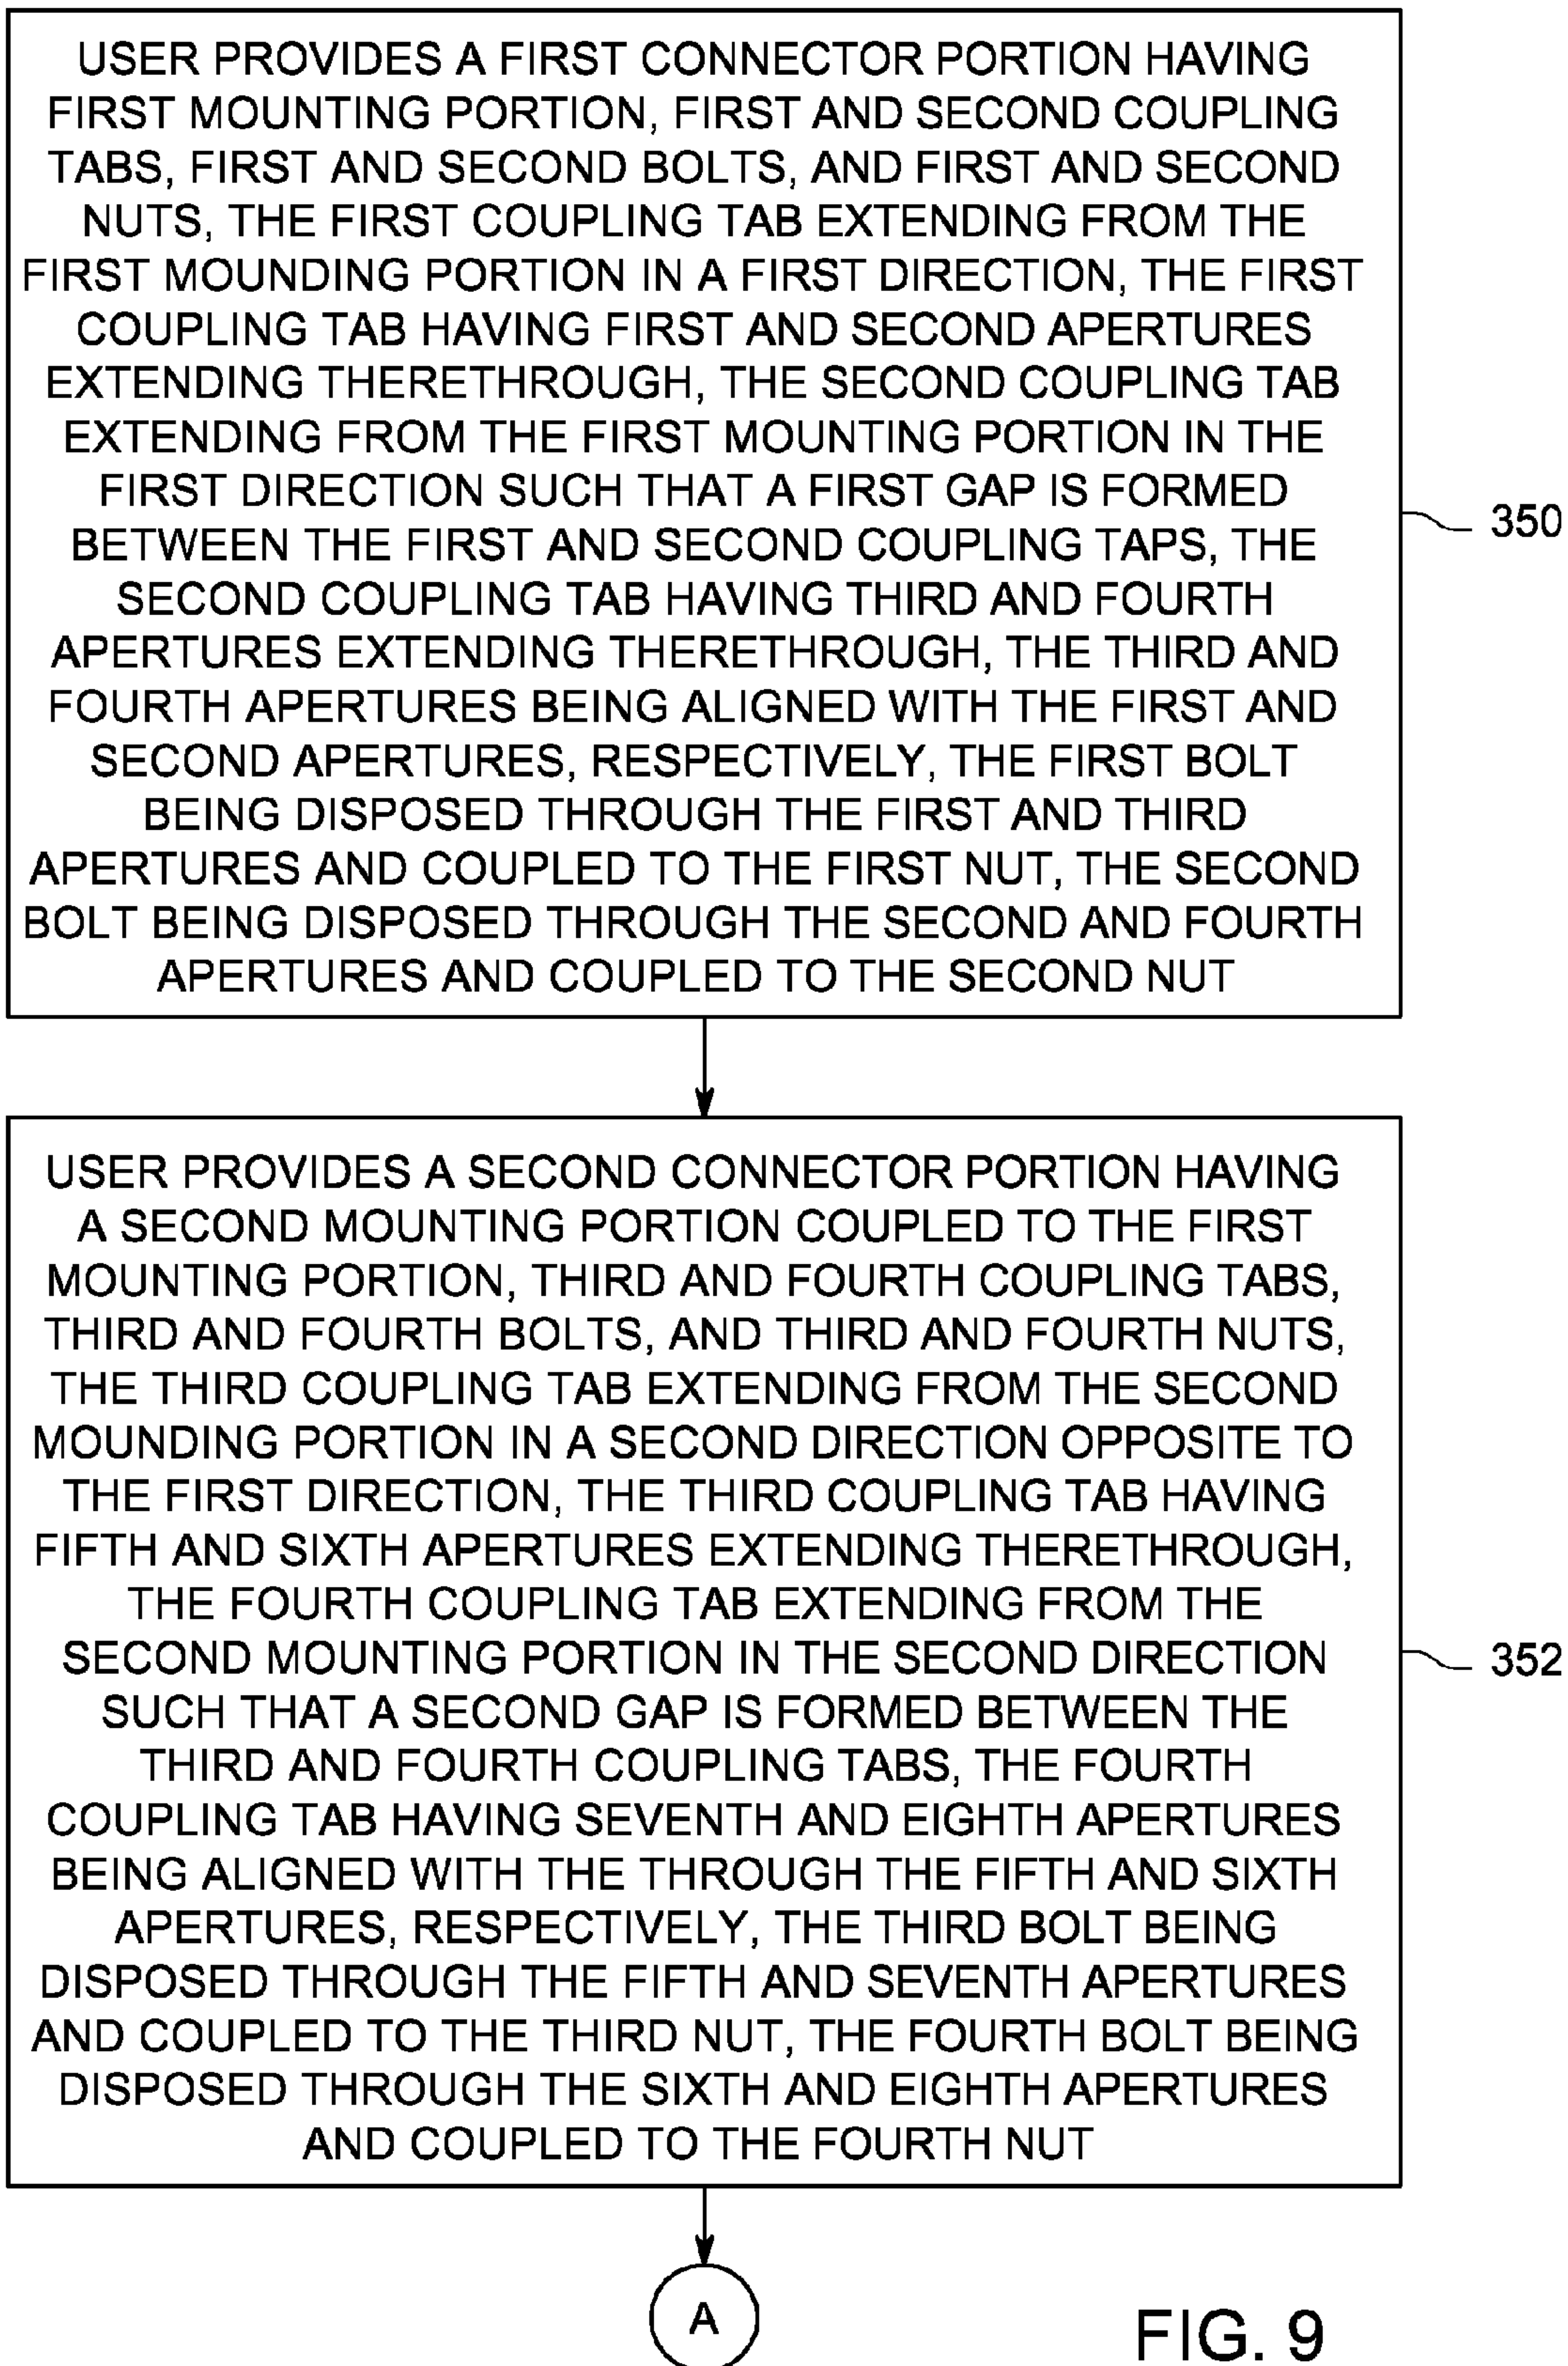 USER PROVIDES A FIRST CONNECTOR PORTION HAVING
FIRST MOUNTING PORTION, FIRST AND SECOND COUPLING
TABS, FIRST AND SECOND BOLTS, AND FIRST AND SECOND
NUTS, THE FIRST COUPLING TAB EXTENDING FROM THE
FIRST MOUNDING PORTION IN A FIRST DIRECTION, THE FIRST
COUPLING TAB HAVING FIRST AND SECOND APERTURES
EXTENDING THERETHROUGH, THE SECOND COUPLING TAB
EXTENDING FROM THE FIRST MOUNTING PORTION IN THE
FIRST DIRECTION SUCH THAT A FIRST GAP IS FORMED
BETWEEN THE FIRST AND SECOND COUPLING TAPS, THE
SECOND COUPLING TAB HAVING THIRD AND FOURTH
APERTURES EXTENDING THERETHROUGH, THE THIRD AND
FOURTH APERTURES BEING ALIGNED WITH THE FIRST AND
SECOND APERTURES, RESPECTIVELY, THE FIRST BOLT
BEING DISPOSED THROUGH THE FIRST AND THIRD
APERTURES AND COUPLED TO THE FIRST NUT, THE SECOND
BOLT BEING DISPOSED THROUGH THE SECOND AND FOURTH
APERTURES AND COUPLED TO THE SECOND NUT
350
USER PROVIDES A SECOND CONNECTOR PORTION HAVING
A SECOND MOUNTING PORTION COUPLED TO THE FIRST
MOUNTING PORTION, THIRD AND FOURTH COUPLING TABS,
THIRD AND FOURTH BOLTS, AND THIRD AND FOURTH NUTS,
THE THIRD COUPLING TAB EXTENDING FROM THE SECOND
MOUNDING PORTION IN A SECOND DIRECTION OPPOSITE TO
THE FIRST DIRECTION, THE THIRD COUPLING TAB HAVING
FIFTH AND SIXTH APERTURES EXTENDING THERETHROUGH,
THE FOURTH COUPLING TAB EXTENDING FROM THE
SECOND MOUNTING PORTION IN THE SECOND DIRECTION
SUCH THAT A SECOND GAP IS FORMED BETWEEN THE
THIRD AND FOURTH COUPLING TABS, THE FOURTH
COUPLING TAB HAVING SEVENTH AND EIGHTH APERTURES
BEING ALIGNED WITH THE THROUGH THE FIFTH AND SIXTH
APERTURES, RESPECTIVELY, THE THIRD BOLT BEING
DISPOSED THROUGH THE FIFTH AND SEVENTH APERTURES
AND COUPLED TO THE THIRD NUT, THE FOURTH BOLT BEING
DISPOSED THROUGH THE SIXTH AND EIGHTH APERTURES
AND COUPLED TO THE FOURTH NUT
352
A
FIG. 9